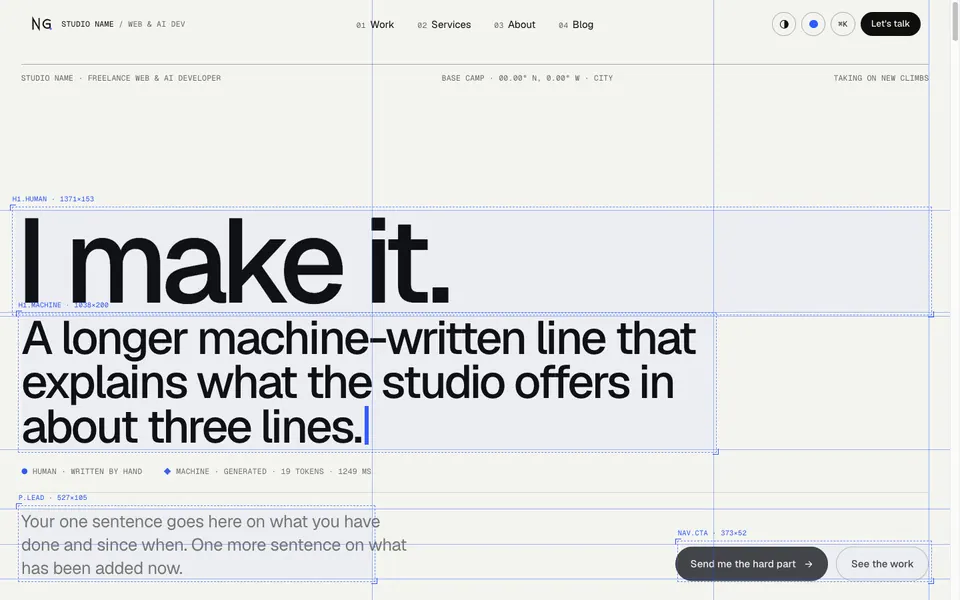 NG STUDIO NAME / WEB & AI DEV
01 Work 02 Services 03 About 04 Blog
⌘K Let's talk
STUDIO NAME · FREELANCE WEB & AI DEVELOPER
BASE CAMP · 00.00° N, 0.00° W · CITY
TAKING ON NEW CLIMBS
H1.HUMAN · 1371×153
I make it.
H1.MACHINE · 1038×200
A longer machine-written line that
explains what the studio offers in
about three lines.
HUMAN · WRITTEN BY HAND MACHINE · GENERATED · 19 TOKENS · 1249 MS
P.LEAD · 527×105
Your one sentence goes here on what you have
done and since when. One more sentence on what
has been added now.
NAV.CTA · 373×52
Send me the hard part →
See the work